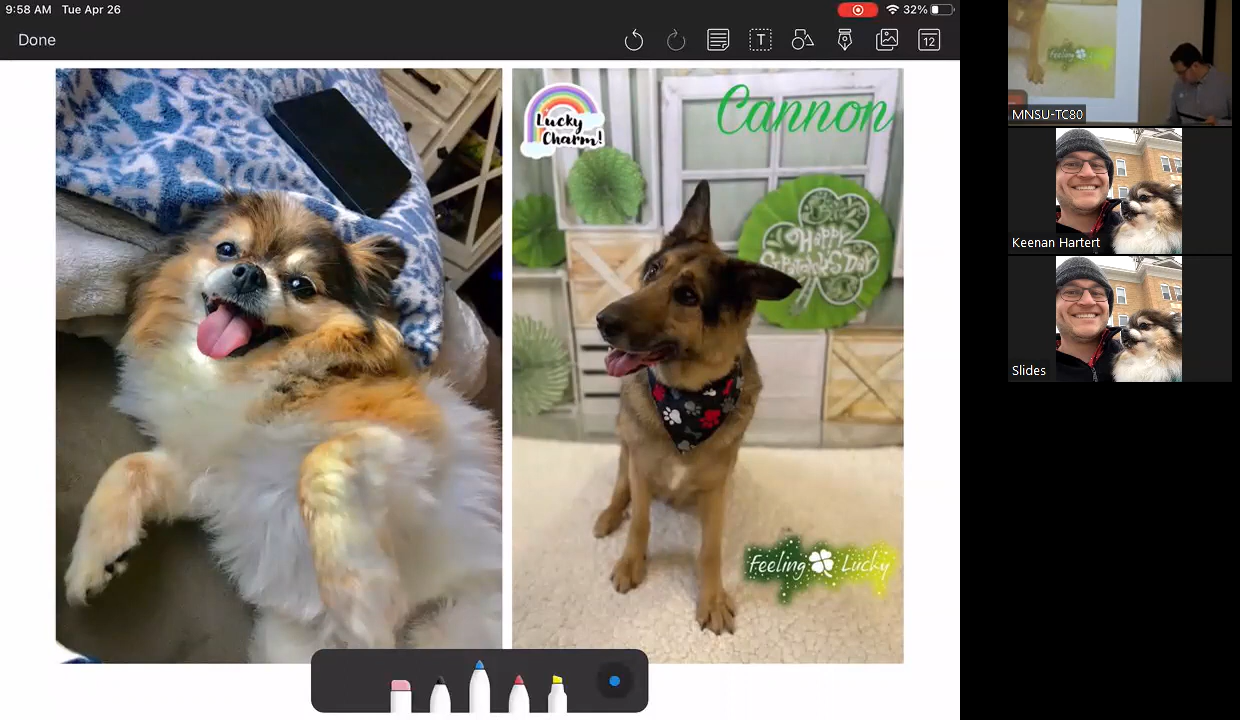 9:58 AM Tue Apr 26
32%
Done
T
12
Lucky
Charm!
Cannon
Happy
St.Patrick's Day
Feeling Lucky
Feeling
MNSU-TC80
Keenan Hartert
Slides